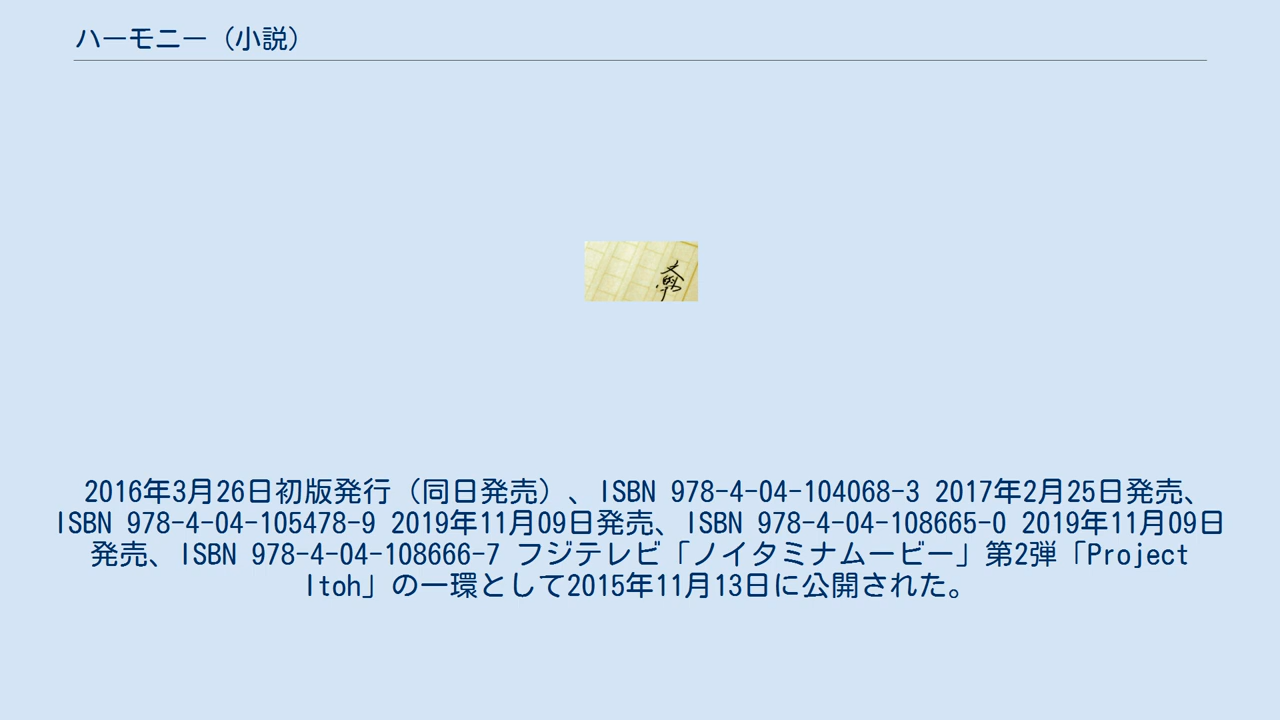 ハーモニー（小説）
2016年3月26日初版発行（同日発売）、ISBN 978-4-04-104068-3 2017年2月25日発売、
ISBN 978-4-04-105478-9 2019年11月09日発売、ISBN 978-4-04-108665-0 2019年11月09日
発売、ISBN 978-4-04-108666-7 フジテレビ「ノイタミナムービー」第2弾「Project
Itoh」の一環として2015年11月13日に公開された。